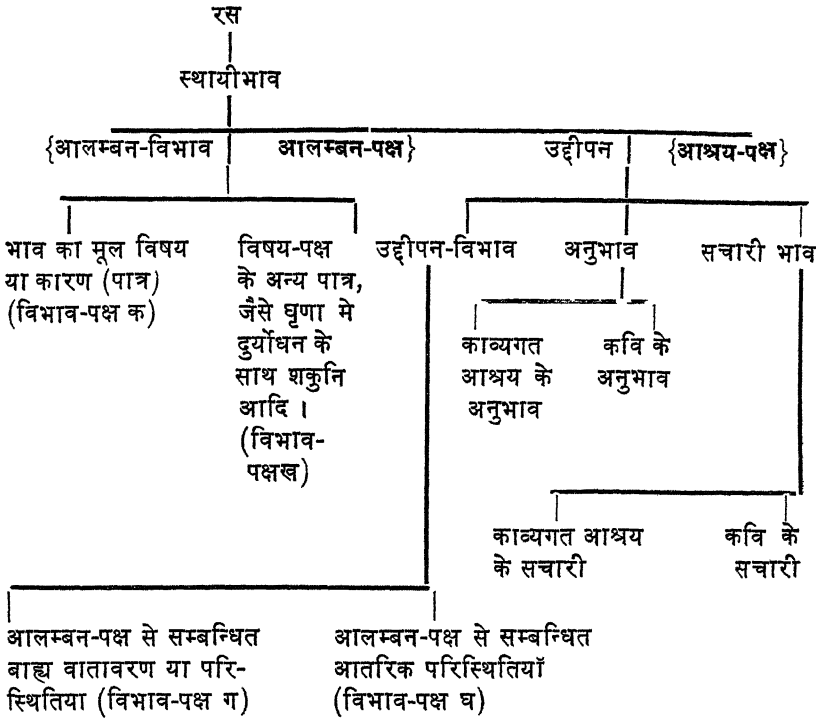 रस
स्थायीभाव
{आलम्बन-विभाव आलम्बन-पक्ष} उद्दीपन {आश्रय-पक्ष}
भाव का मूल विषय
या कारण (पात्र)
(विभाव-पक्ष क)
विषय-पक्ष
के अन्य पात्र,
जैसे घृणा मे
दुर्योधन के
साथ शकुनि
आदि ।
(विभाव-
पक्षख)
उद्दीपन-विभाव
अनुभाव
सचारी भाव
काव्यगत
आश्रय के
अनुभाव
कवि के
अनुभाव
काव्यगत आश्रय
के सचारी
कवि के
सचारी
आलम्बन-पक्ष से सम्बन्धित
बाह्य वातावरण या परि-
स्थितिया (विभाव-पक्ष ग)
आलम्बन-पक्ष से सम्बन्धित
आतरिक परिस्थितियाँ
(विभाव-पक्ष घ)